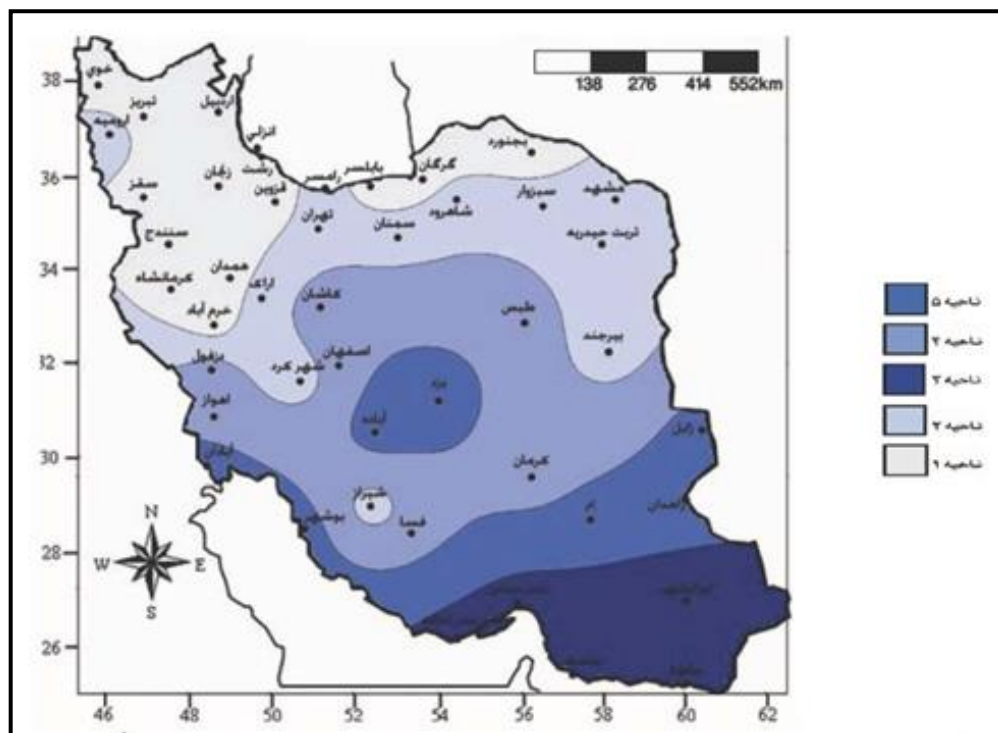 138 276 414 552km
38
36
34
32
30
28
26
46 48 50 52 54 56 58 60 62
خوی
تبریز
اردبیل
ارومیه
انزلی
رشت
رامسر
بابلسر
گرگان
بجنورد
سقز
زنجان
قزوین
تهران
سمنان
شاهرود
سبزوار
مشهد
سنندج
تربت حیدریه
همدان
کرمانشاه
اراک
خرم آباد
کاشان
طبس
بیرجند
دزفول
شهر کرد
اصفهان
اهواز
یزد
آباده
زابل
آبادان
کرمان
شیراز
بوشهر
فسا
بم
زاهدان
N
W E
S
ناحیه ۵
ناحیه ۴
ناحیه ۳
ناحیه ۲
ناحیه ۱